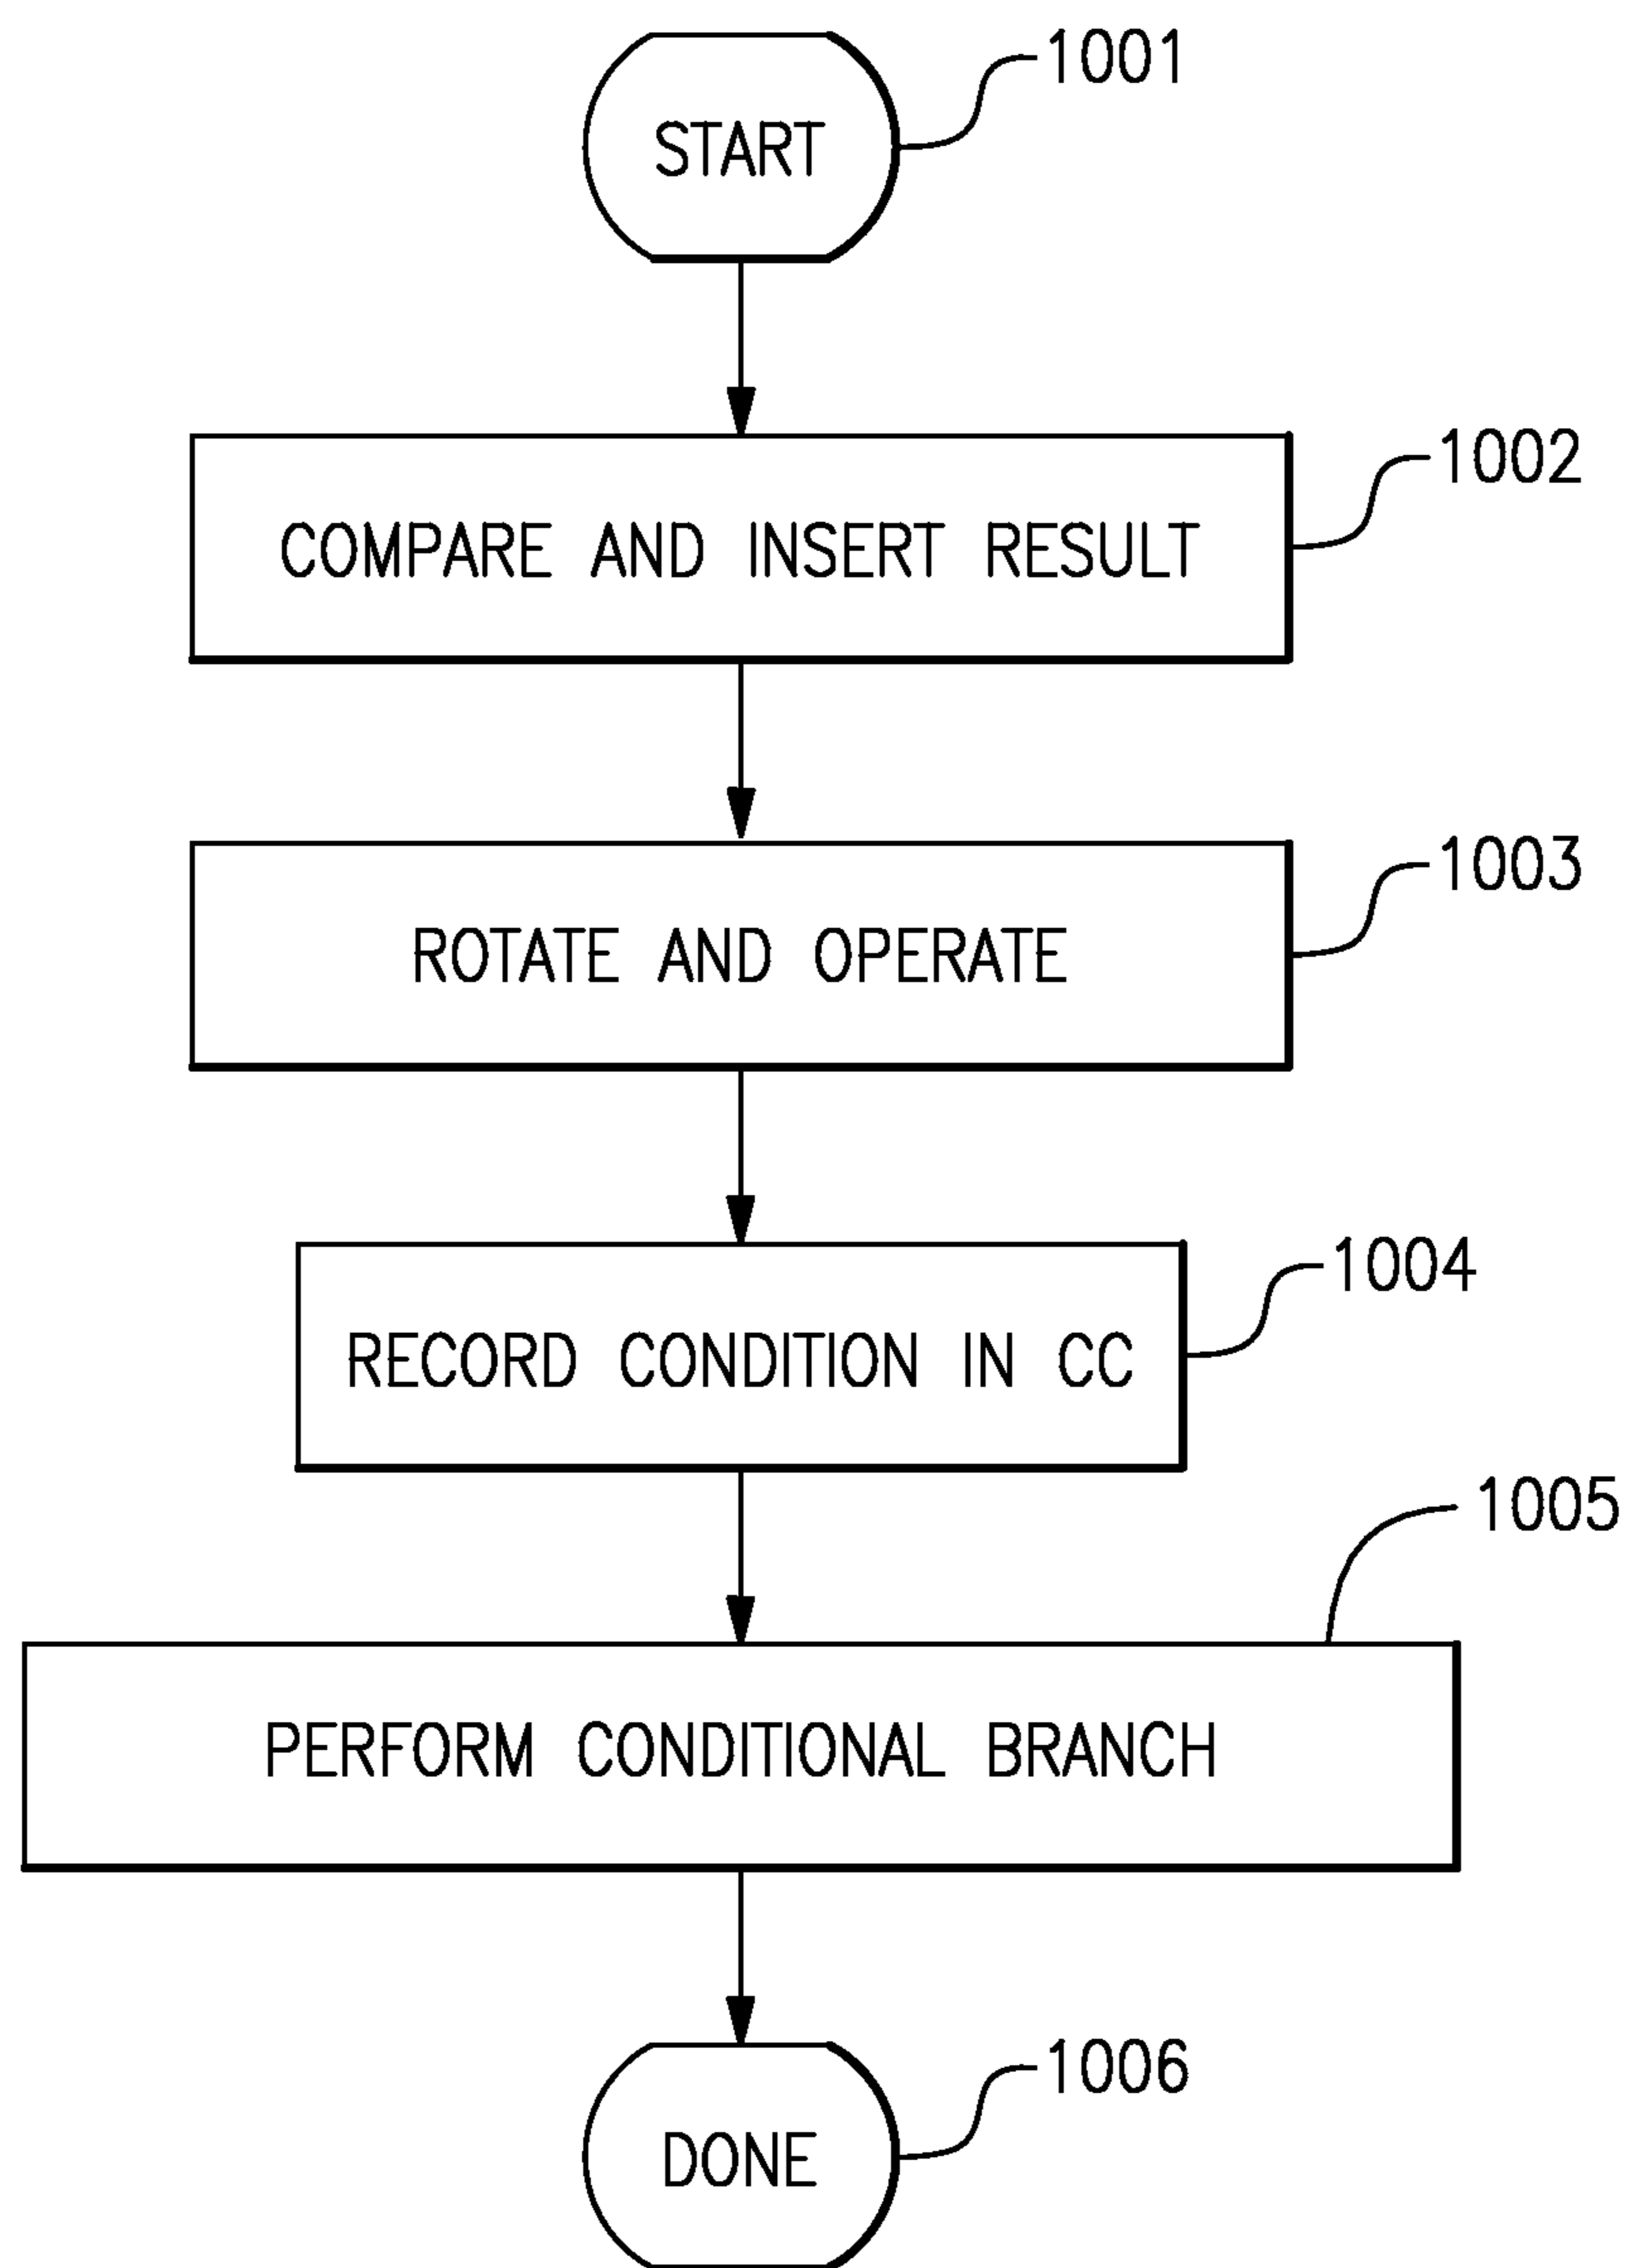 START
1001
COMPARE AND INSERT RESULT
1002
ROTATE AND OPERATE
1003
RECORD CONDITION IN CC
1004
1005
PERFORM CONDITIONAL BRANCH
1006
DONE